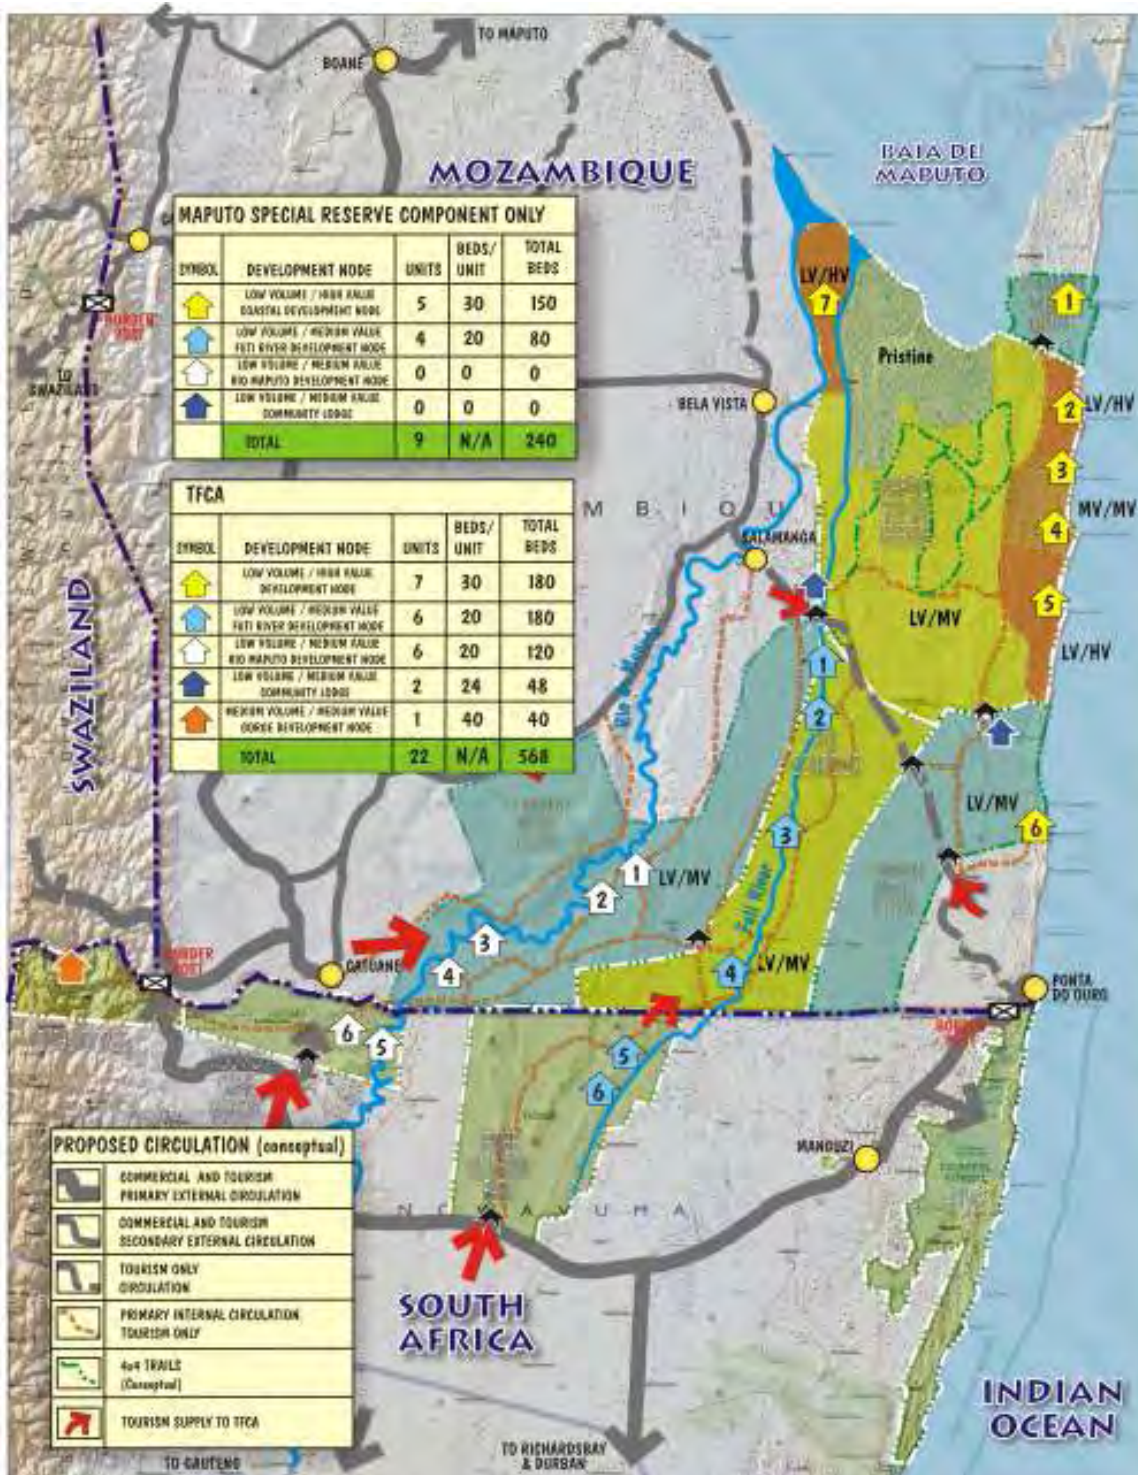 TO MAPUTO
BOANE
MOZAMBIQUE
BAIA DE
MAPUTO
MAPUTO SPECIAL RESERVE COMPONENT ONLY
SYMBOL DEVELOPMENT NODE UNITS BEDS/ UNIT TOTAL BEDS
LOW VOLUME / HIGH VALUE
COASTAL DEVELOPMENT NODE 5 30 150
LOW VOLUME / MEDIUM VALUE
FUTI RIVER DEVELOPMENT NODE 4 20 80
LOW VOLUME / MEDIUM VALUE
RIO MAPUTO DEVELOPMENT NODE 0 0 0
LOW VOLUME / MEDIUM VALUE
COMMUNITY LODGE 0 0 0
TOTAL 9 N/A 240
BORDER
POST
TO
SWAZILAND
LV/HV
7
1
Pristine
BELA VISTA
2
LV/HV
3
MV/MV
4
5
LV/MV
LV/HV
TFCA
SYMBOL DEVELOPMENT NODE UNITS BEDS/ UNIT TOTAL BEDS
LOW VOLUME / HIGH VALUE
DEVELOPMENT NODE 7 30 180
LOW VOLUME / MEDIUM VALUE
FUTI RIVER DEVELOPMENT NODE 6 20 180
LOW VOLUME / MEDIUM VALUE
RIO MAPUTO DEVELOPMENT NODE 6 20 120
LOW VOLUME / MEDIUM VALUE
COMMUNITY LODGE 2 24 48
MEDIUM VOLUME / MEDIUM VALUE
GORGE DEVELOPMENT NODE 1 40 40
TOTAL 22 N/A 568
M B I Q U
SALAMANGA
SWAZILAND
1
2
3
LV/MV
6
1
LV/MV
2
3
4
Futi River
4
LV/MV
CATUANE
BORDER
POST
PONTA
DO OURO
BORDER
6
5
5
6
MANGUZI
PROPOSED CIRCULATION (conceptual)
COMMERCIAL AND TOURISM
PRIMARY EXTERNAL CIRCULATION
COMMERCIAL AND TOURISM
SECONDARY EXTERNAL CIRCULATION
TOURISM ONLY
CIRCULATION
PRIMARY INTERNAL CIRCULATION
TOURISM ONLY
4x4 TRAILS
(Conceptual)
TOURISM SUPPLY TO TFCA
N G W A V U M A
SOUTH
AFRICA
INDIAN
OCEAN
TO GAUTENG
TO RICHARDSBAY
& DURBAN